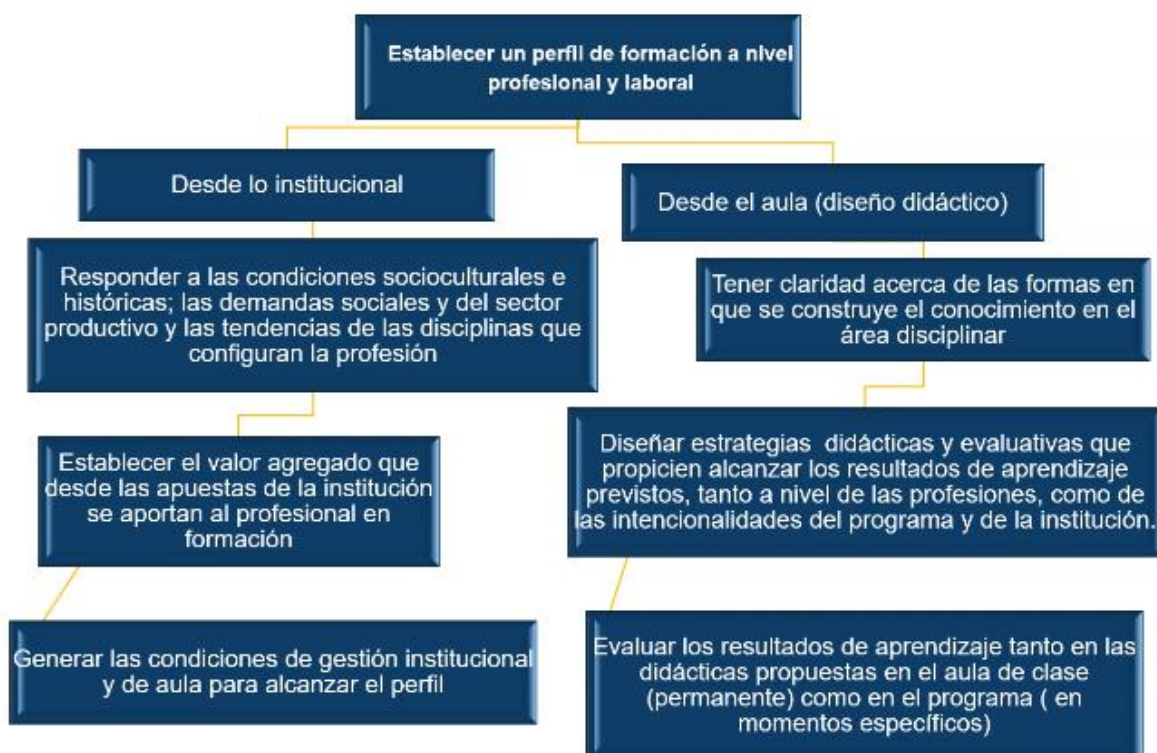 Establecer un perfil de formación a nivel
profesional y laboral
Desde lo institucional
Responder a las condiciones socioculturales e
históricas; las demandas sociales y del sector
productivo y las tendencias de las disciplinas que
configuran la profesión
Establecer el valor agregado que
desde las apuestas de la institución
se aportan al profesional en
formación
Generar las condiciones de gestión institucional
y de aula para alcanzar el perfil
Desde el aula (diseño didáctico)
Tener claridad acerca de las formas en
que se construye el conocimiento en el
área disciplinar
Diseñar estrategias didácticas y evaluativas que
propicien alcanzar los resultados de aprendizaje
previstos, tanto a nivel de las profesiones, como de
las intencionalidades del programa y de la institución.
Evaluar los resultados de aprendizaje tanto en las
didácticas propuestas en el aula de clase
(permanente) como en el programa ( en
momentos específicos)